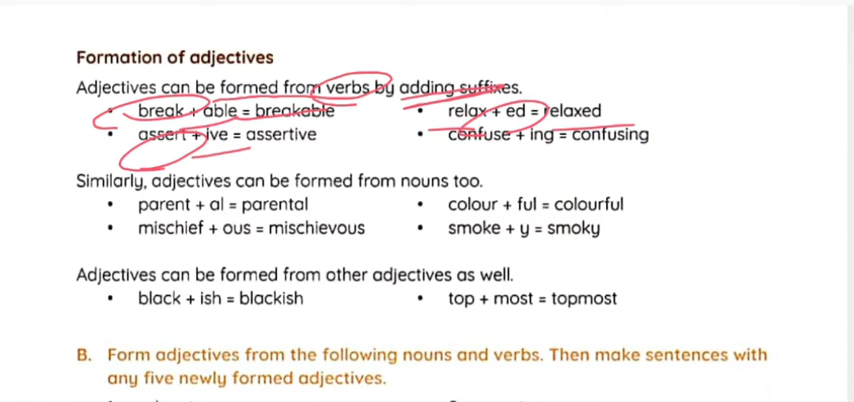 Formation of adjectives
Adjectives can be formed from verbs by adding suffixes.
• break + able = breakable • relax + ed = relaxed
• assert + ive = assertive • confuse + ing = confusing
Similarly, adjectives can be formed from nouns too.
• parent + al = parental • colour + ful = colourful
• mischief + ous = mischievous • smoke + y = smoky
Adjectives can be formed from other adjectives as well.
• black + ish = blackish • top + most = topmost
B. Form adjectives from the following nouns and verbs. Then make sentences with
any five newly formed adjectives.